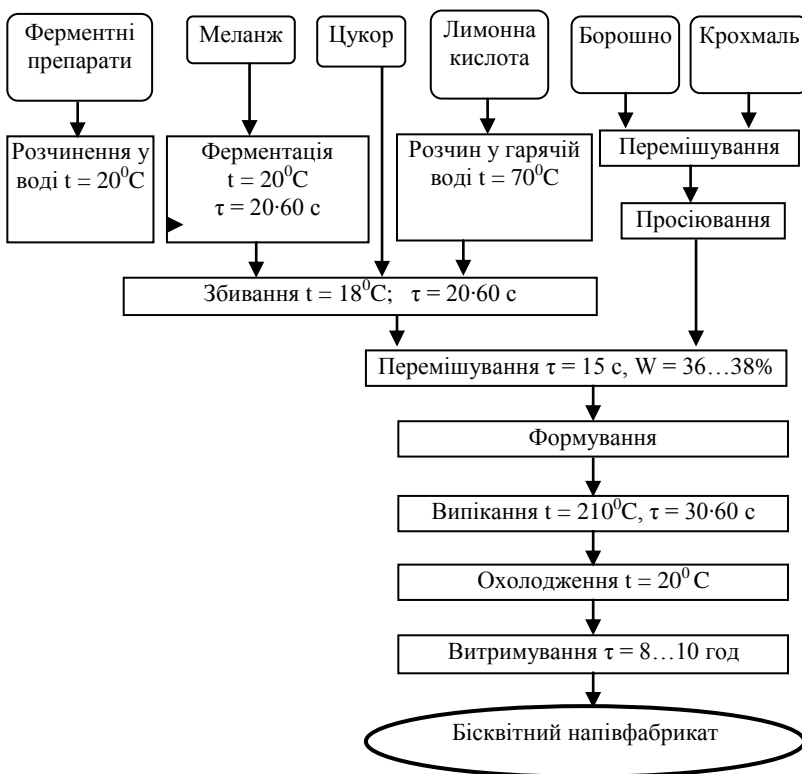 Ферментні
препарати
Меланж
Цукор
Лимонна
кислота
Борошно
Крохмаль
Розчинення у
воді t = 20⁰C
Ферментація
t = 20⁰C
τ = 20·60 с
Розчин у гарячій
воді t = 70⁰C
Перемішування
Просіювання
Збивання t = 18⁰C; τ = 20·60 с
Перемішування τ = 15 с, W = 36…38%
Формування
Випікання t = 210⁰C, τ = 30·60 с
Охолодження t = 20⁰ C
Витримування τ = 8…10 год
Бісквітний напівфабрикат